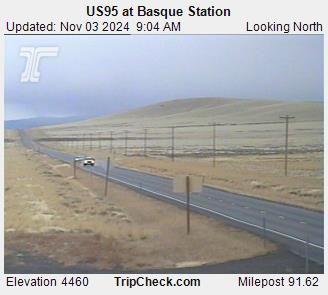 US95 at Basque Station
Updated: Nov 03 2024 9:04 AM Looking North
Elevation 4460 TripCheck.com Milepost 91.62